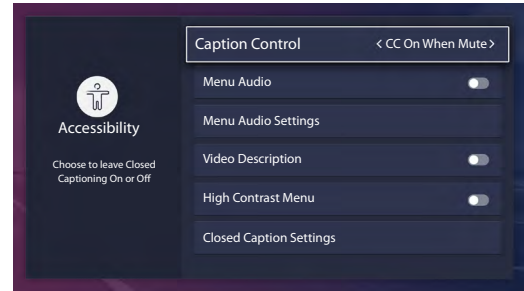 Accessibility
Choose to leave Closed
Captioning On or Off
Caption Control < CC On When Mute >
Menu Audio
Menu Audio Settings
Video Description
High Contrast Menu
Closed Caption Settings